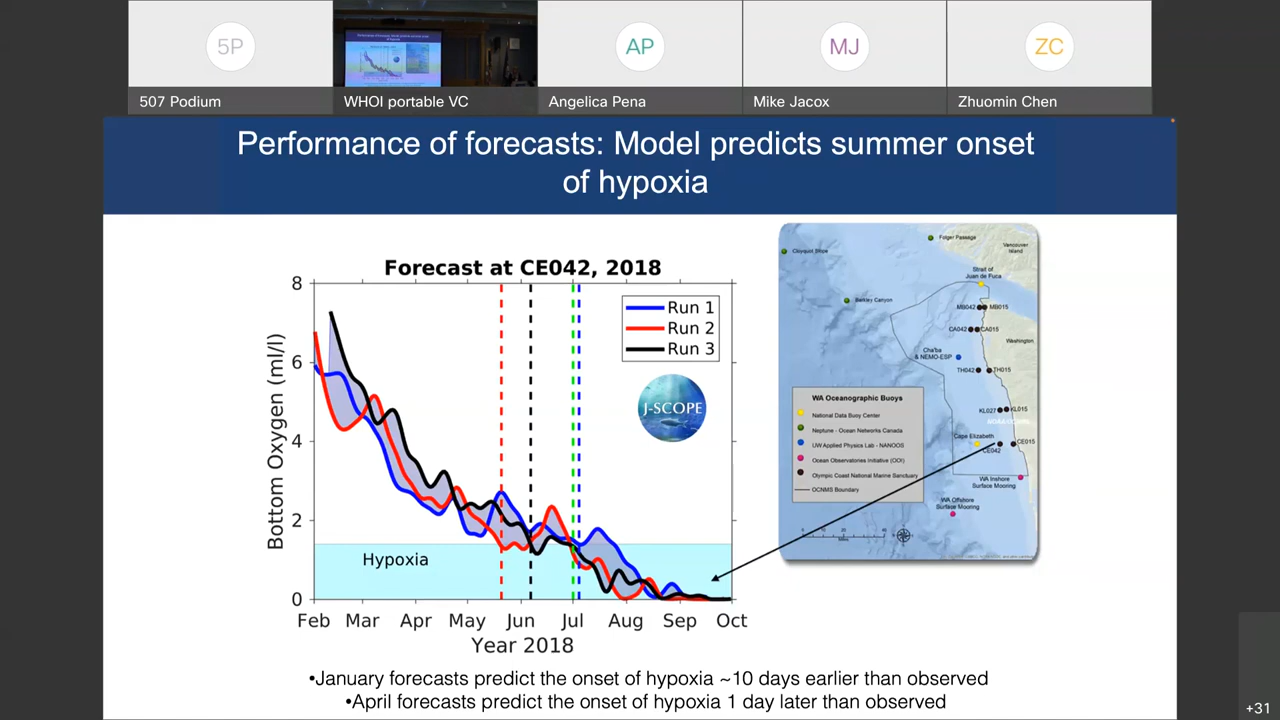 5P
AP
MJ
ZC
507 Podium
WHOI portable VC
Angelica Pena
Mike Jacox
Zhuomin Chen
Performance of forecasts: Model predicts summer onset
of hypoxia
Forecast at CE042, 2018
8
6
4
2
0
Bottom Oxygen (ml/l)
Run 1
Run 2
Run 3
J-SCOPE
Hypoxia
Feb Mar Apr May Jun Jul Aug Sep Oct
Year 2018
Folger Passage
Clayoquot Slope
Vancouver
Island
Strait of
Juan de Fuca
Barkley Canyon
MB042 MB015
CA042 CA015
Washington
Cha'ba
& NEMO-ESP
TH042 TH015
KL027 KL015
Cape Elizabeth
CE042
CE015
WA Inshore
Surface Mooring
WA Offshore
Surface Mooring
WA Oceanographic Buoys
National Data Buoy Center
Neptune - Ocean Networks Canada
UW Applied Physics Lab - NANOOS
Ocean Observatories Initiative (OOI)
Olympic Coast National Marine Sanctuary
OCNMS Boundary
•January forecasts predict the onset of hypoxia ~10 days earlier than observed
•April forecasts predict the onset of hypoxia 1 day later than observed
+31